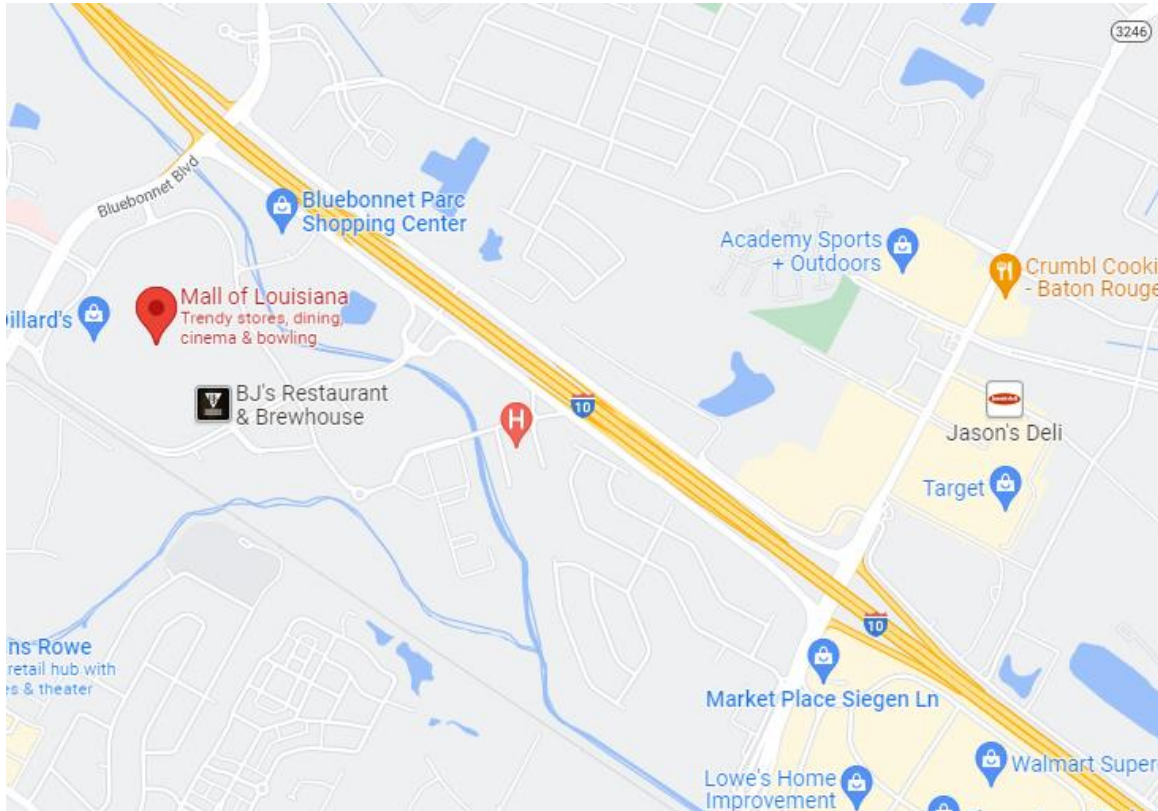 3246
Bluebonnet Blvd
Bluebonnet Parc
Shopping Center
Academy Sports
+ Outdoors
Crumbl Cooki
- Baton Rouge
Mall of Louisiana
Trendy stores, dining,
cinema & bowling
illard's
BJ's Restaurant
& Brewhouse
H
10
Jason's Deli
Target
10
ns Rowe
retail hub with
es & theater
Market Place Siegen Ln
Walmart Super
Lowe's Home
Improvement